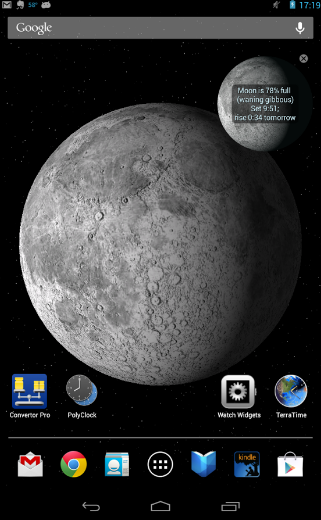 58°
17:19
Google
Moon is 78% full
(waning gibbous)
Set 9:51;
rise 0:34 tomorrow
Convertor Pro
PolyClock
Watch Widgets
TerraTime
kindle